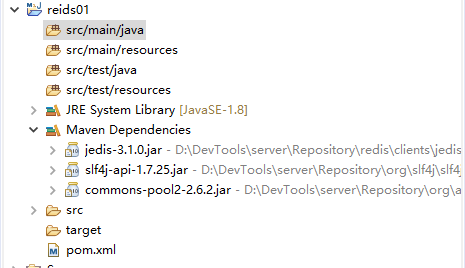 reids01
src/main/java
src/main/resources
src/test/java
src/test/resources
JRE System Library [JavaSE-1.8]
Maven Dependencies
jedis-3.1.0.jar - D:\DevTools\server\Repository\redis\clients\jedis
slf4j-api-1.7.25.jar - D:\DevTools\server\Repository\org\slf4j\slf4
commons-pool2-2.6.2.jar - D:\DevTools\server\Repository\org\a
src
target
pom.xml